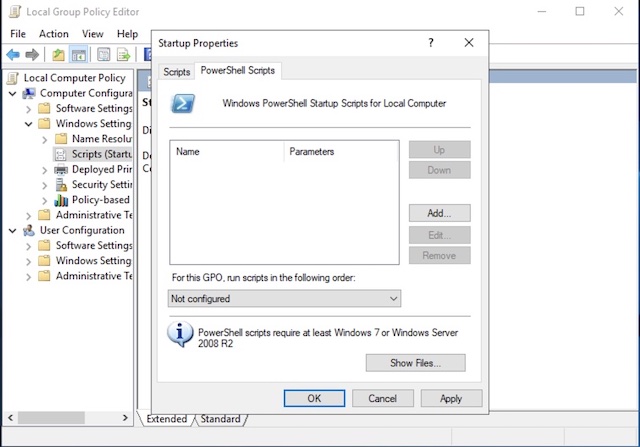 Local Group Policy Editor
File Action View Help
Local Computer Policy
Computer Configura
Software Settings
Windows Setting
Name Resolu
Scripts (Startu
Deployed Prin
Security Settin
Policy-based
Administrative Te
User Configuration
Software Settings
Windows Setting
Administrative Te
St
Di
De
Co
Startup Properties
?
Scripts PowerShell Scripts
Windows PowerShell Startup Scripts for Local Computer
Name Parameters
Up
Down
Add...
Edit...
Remove
For this GPO, run scripts in the following order:
Not configured
PowerShell scripts require at least Windows 7 or Windows Server
2008 R2
Show Files...
OK Cancel Apply
Extended Standard